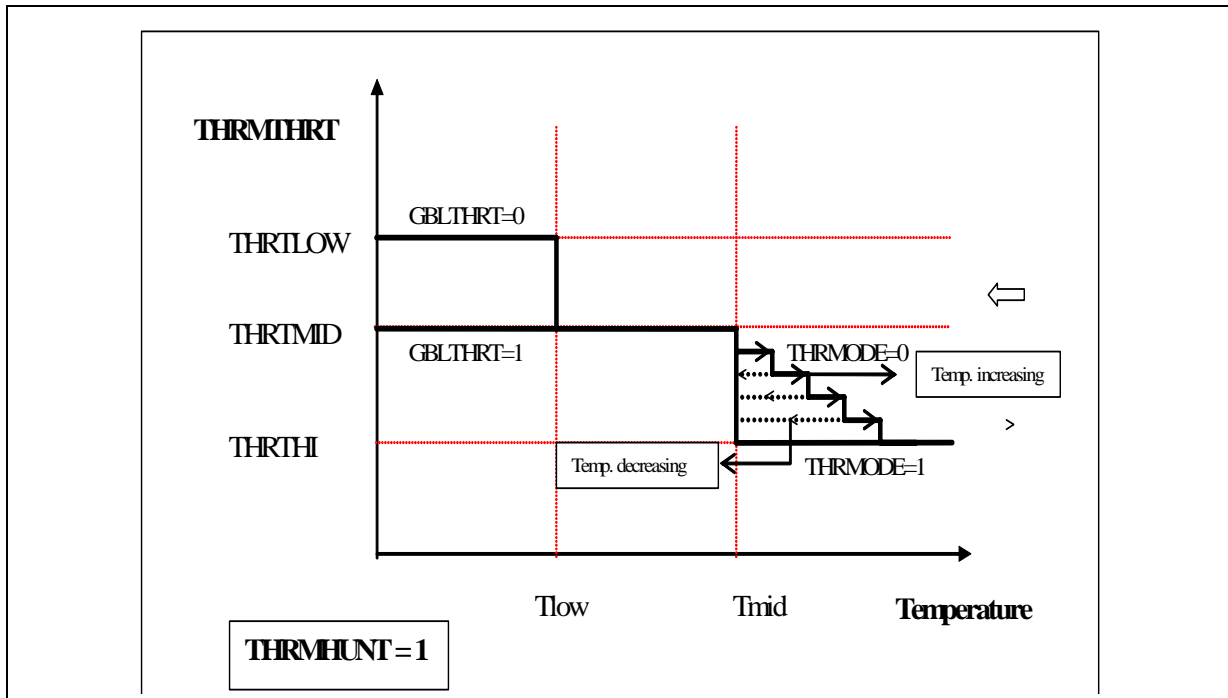 THRMTHRT
GBLTHRT=0
THRTLOW
THRTMID
GBLTHRT=1
THRMODE=0
Temp. increasing
>
THRTHI
Temp. decreasing
THRMODE=1
Tlow
Tmid
Temperature
THRMHUNT = 1